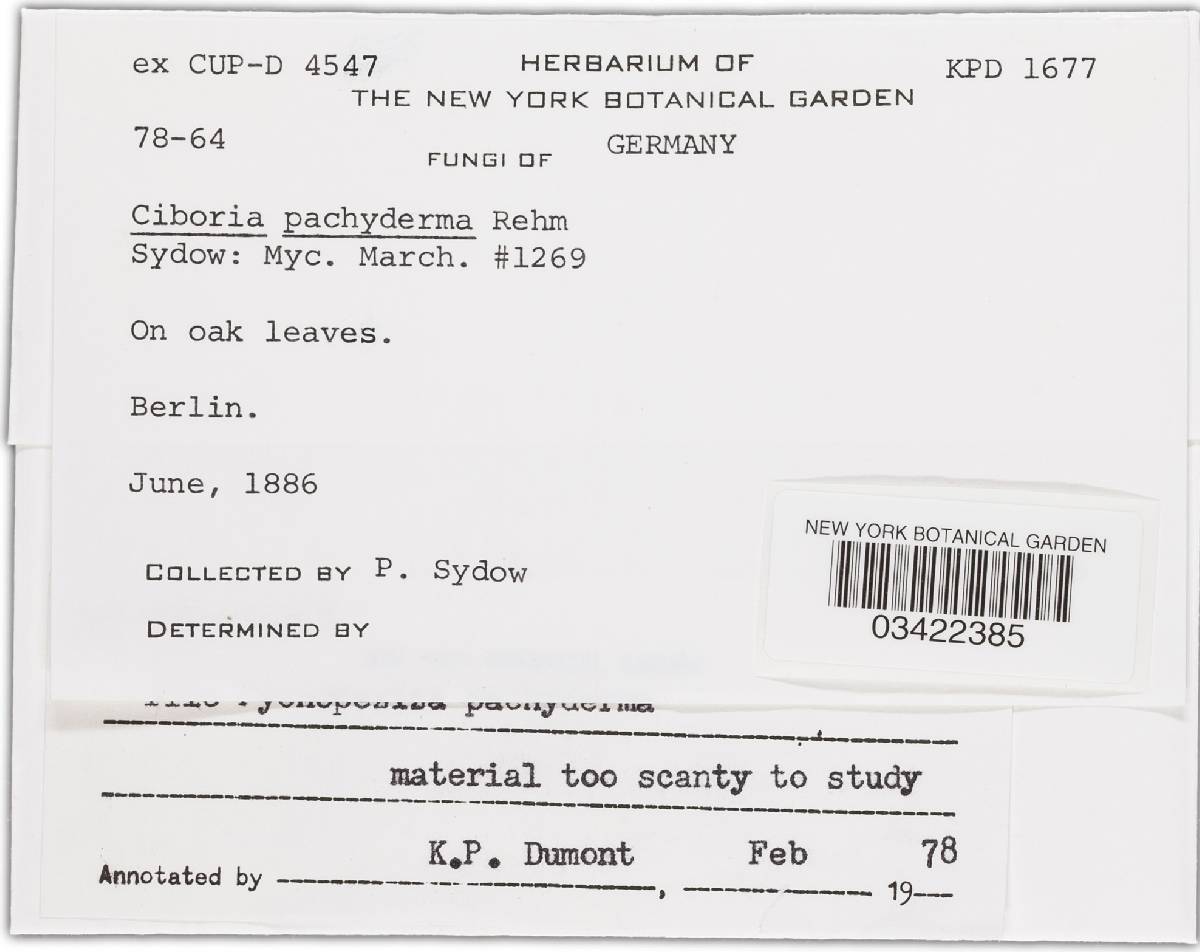 ex CUP-D 4547 HERBARIUM OF KPD 1677
THE NEW YORK BOTANICAL GARDEN
78-64 FUNGI OF GERMANY
Ciboria pachyderma Rehm
Sydow: Myc. March. #1269
On oak leaves.
Berlin.
June, 1886
NEW YORK BOTANICAL GARDEN
03422385
COLLECTED BY P. Sydow
DETERMINED BY
pachyderma
material too scanty to study
K.P. Dumont Feb 78
Annotated by , 19